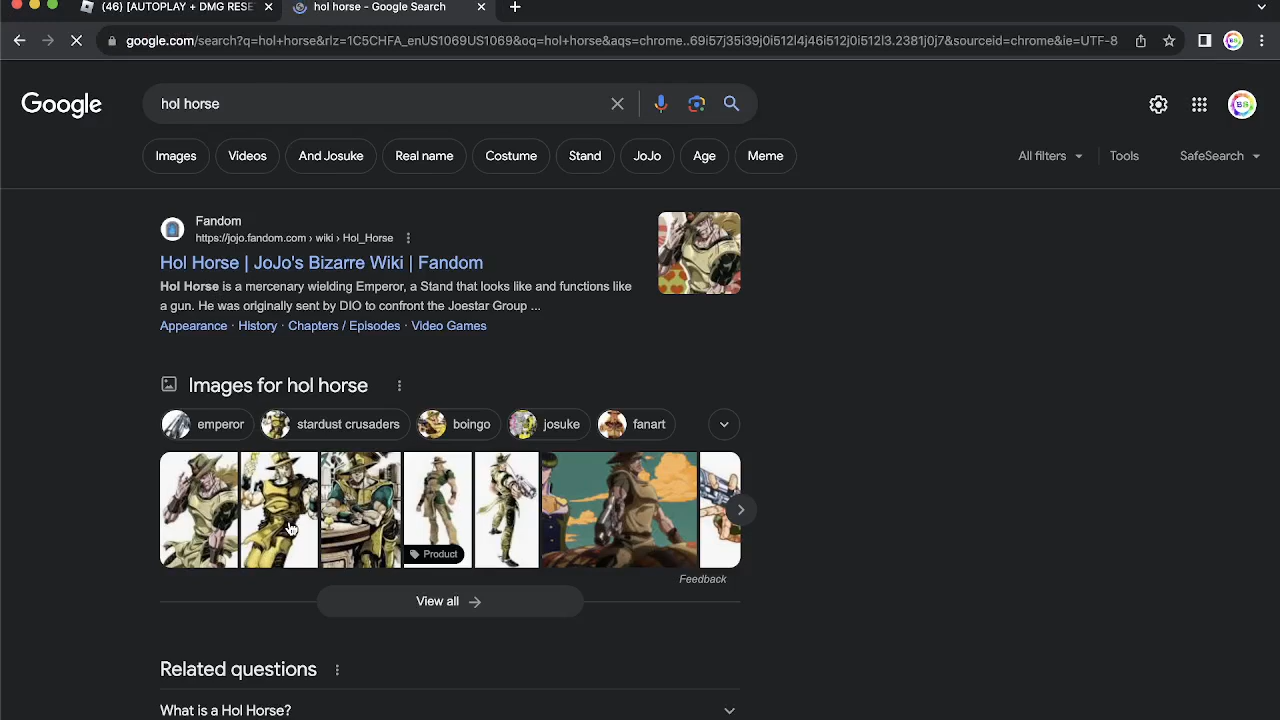 (46) [AUTOPLAY + DMG RESE
hol horse - Google Search
google.com/search?q=hol+horse&rlz=1C5CHFA_enUS1069US1069&oq=hol+horse&aqs=chrome..69i57j35i39j0i512l4j46i512j0i512l3.2381j0j7&sourceid=chrome&ie=UTF-8
Google
hol horse
BS
Images
Videos
And Josuke
Real name
Costume
Stand
JoJo
Age
Meme
All filters
Tools
SafeSearch
Fandom
https://jojo.fandom.com › wiki › Hol_Horse
Hol Horse | JoJo's Bizarre Wiki | Fandom
Hol Horse is a mercenary wielding Emperor, a Stand that looks like and functions like
a gun. He was originally sent by DIO to confront the Joestar Group ...
Appearance · History · Chapters / Episodes · Video Games
Images for hol horse
emperor
stardust crusaders
boingo
josuke
fanart
Product
Feedback
View all
Related questions
What is a Hol Horse?